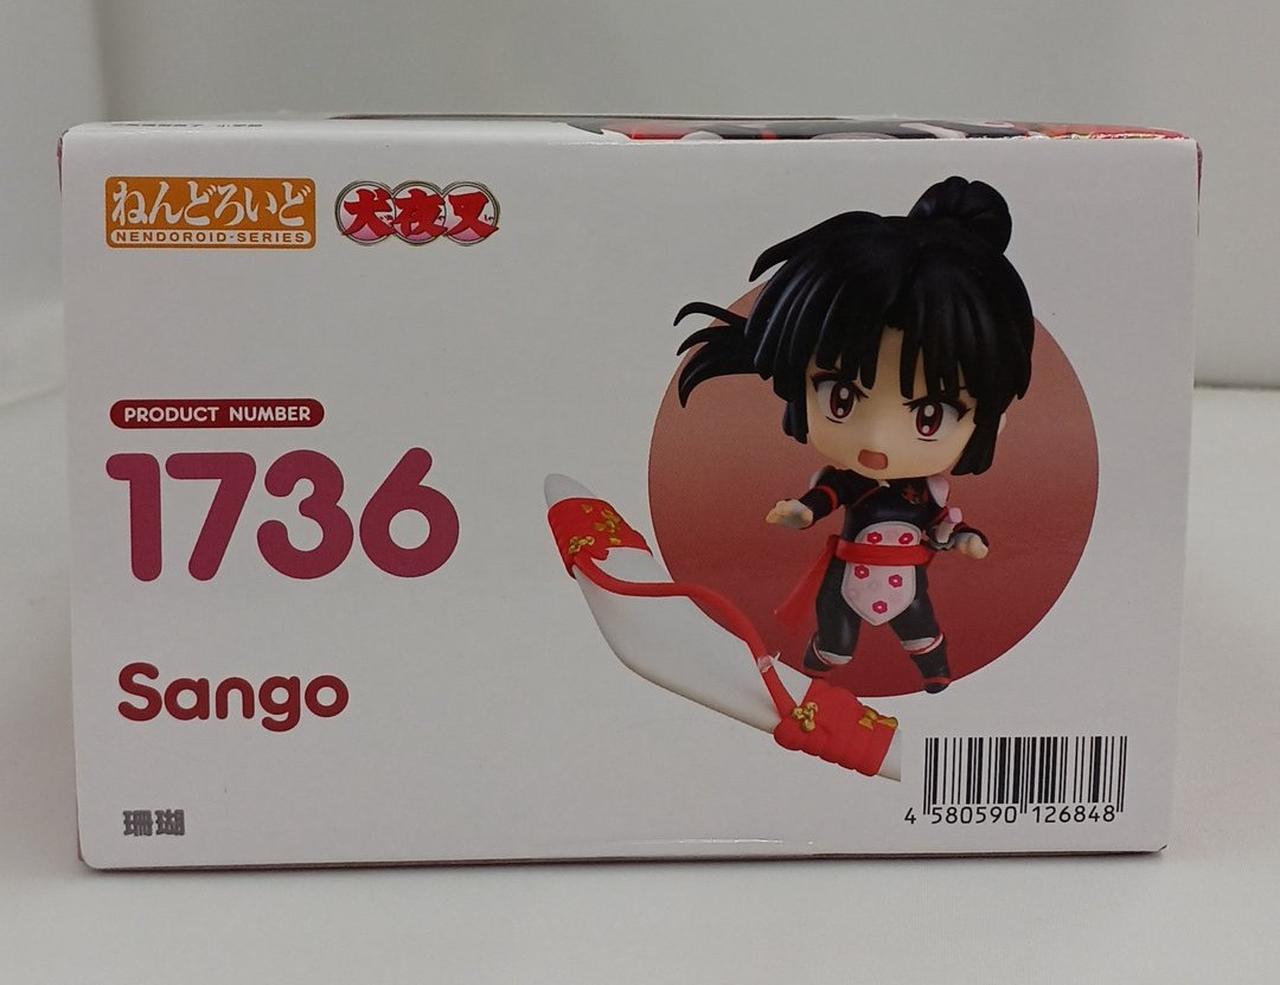 ねんどろいど
NENDOROID-SERIES
犬夜叉
PRODUCT NUMBER
1736
Sango
珊瑚
4 580590 126848